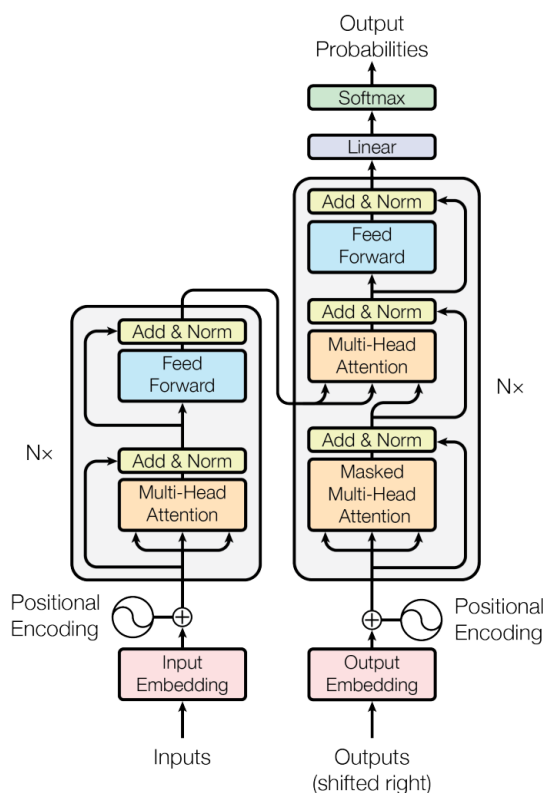 Output
Probabilities
Softmax
Linear
Add & Norm
Feed
Forward
Add & Norm
Multi-Head
Attention
Add & Norm
Masked
Multi-Head
Attention
N×
Positional
Encoding
Output
Embedding
Outputs
(shifted right)
Add & Norm
Feed
Forward
Add & Norm
Multi-Head
Attention
N×
Positional
Encoding
Input
Embedding
Inputs